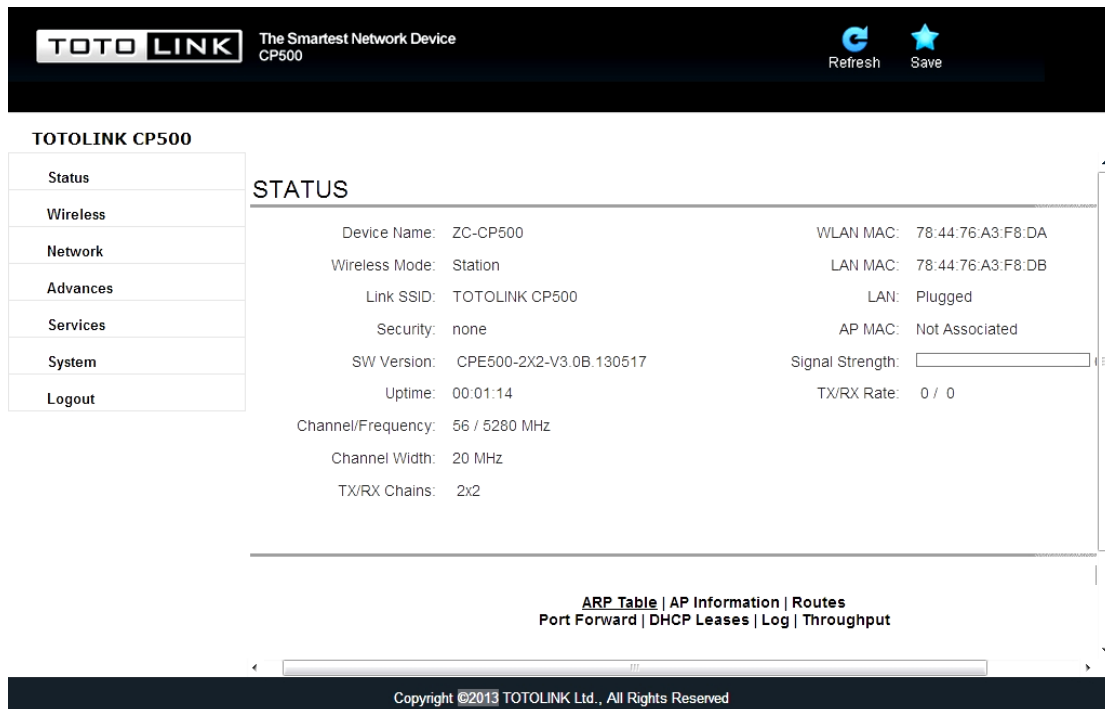 TOTO LINK
The Smartest Network Device
CP500
Refresh
Save
TOTOLINK CP500
Status
Wireless
Network
Advances
Services
System
Logout
STATUS
Device Name: ZC-CP500
Wireless Mode: Station
Link SSID: TOTOLINK CP500
Security: none
SW Version: CPE500-2X2-V3.0B.130517
Uptime: 00:01:14
Channel/Frequency: 56 / 5280 MHz
Channel Width: 20 MHz
TX/RX Chains: 2x2
WLAN MAC: 78:44:76:A3:F8:DA
LAN MAC: 78:44:76:A3:F8:DB
LAN: Plugged
AP MAC: Not Associated
Signal Strength:
TX/RX Rate: 0 / 0
ARP Table | AP Information | Routes
Port Forward | DHCP Leases | Log | Throughput
Copyright ©2013 TOTOLINK Ltd., All Rights Reserved